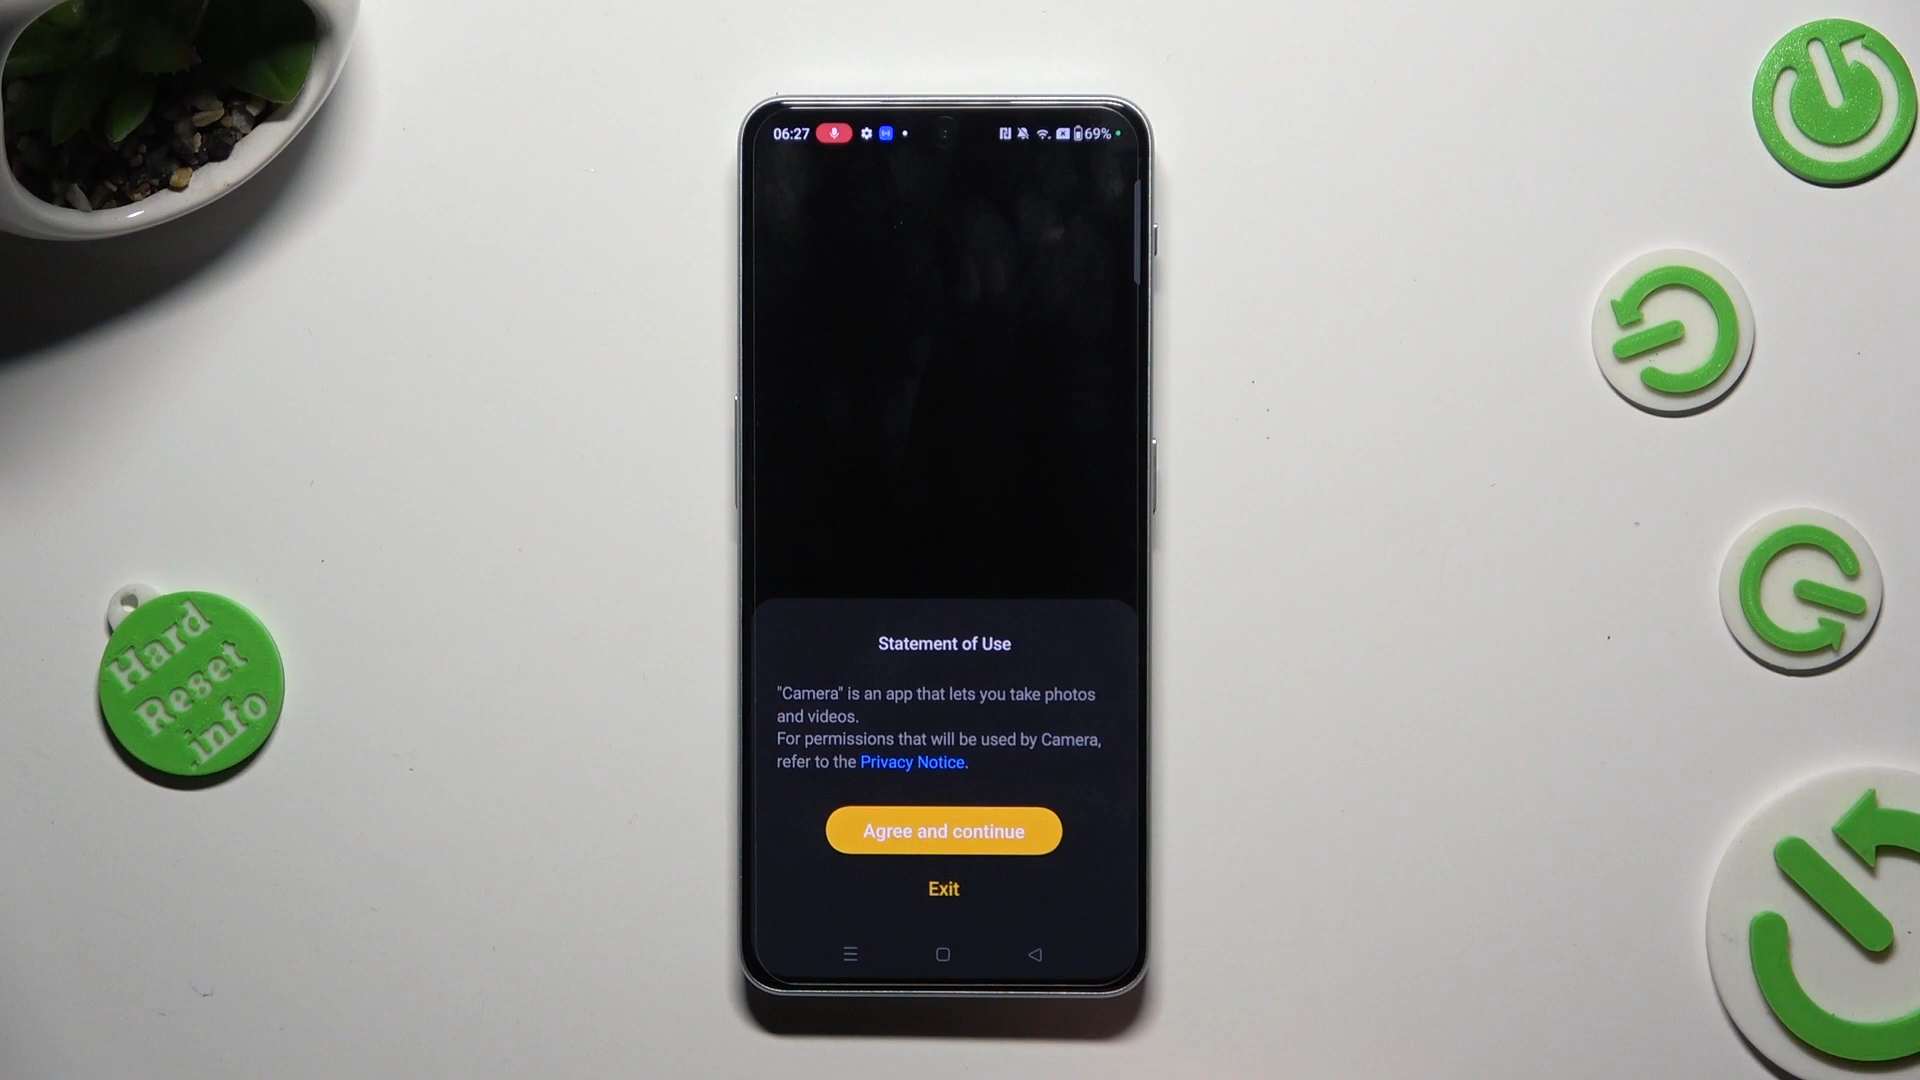 06:27
69%
Statement of Use
"Camera" is an app that lets you take photos
and videos.
For permissions that will be used by Camera,
refer to the Privacy Notice.
Agree and continue
Exit
Hard
Reset
.info